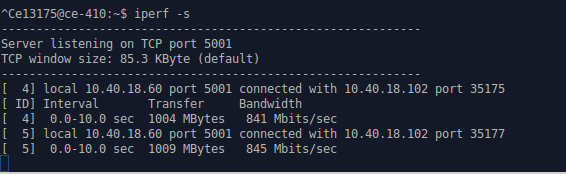 ^Ce13175@ce-410:~$ iperf -s
------------------------------------------------------------
Server listening on TCP port 5001
TCP window size: 85.3 KByte (default)
------------------------------------------------------------
[  4] local 10.40.18.60 port 5001 connected with 10.40.18.102 port 35175
[ ID] Interval       Transfer     Bandwidth
[  4]  0.0-10.0 sec  1004 MBytes   841 Mbits/sec
[  5] local 10.40.18.60 port 5001 connected with 10.40.18.102 port 35177
[  5]  0.0-10.0 sec  1009 MBytes   845 Mbits/sec